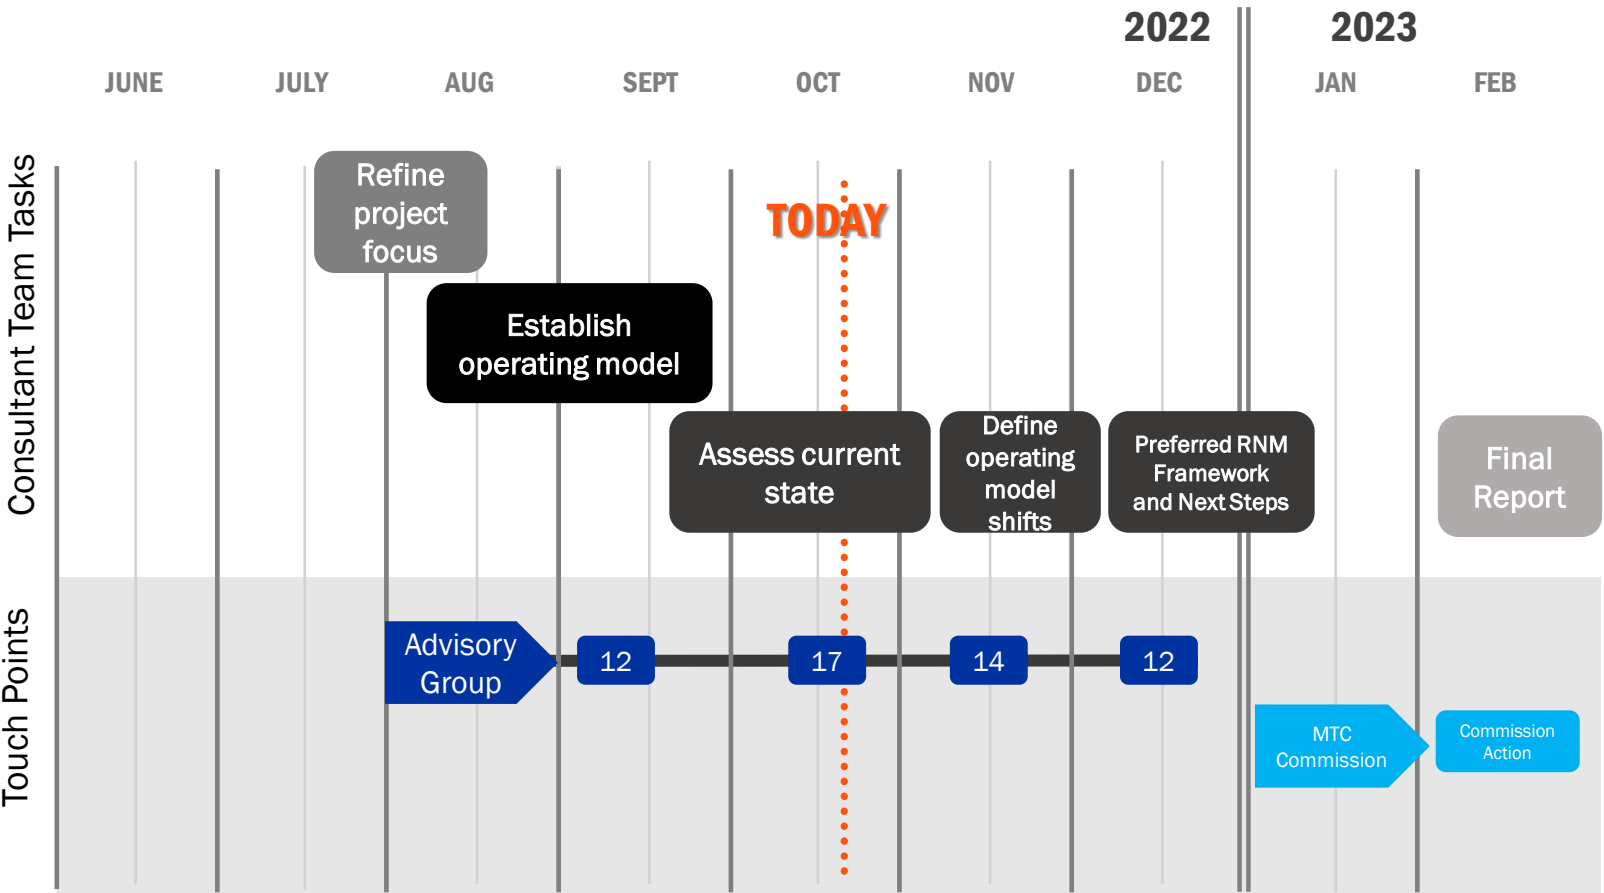 2022
2023
JUNE
JULY
AUG
SEPT
OCT
NOV
DEC
JAN
FEB
Consultant Team Tasks
Refine
project
focus
TODAY
Establish
operating model
Assess current
state
Define
operating
model
shifts
Preferred RNM
Framework
and Next Steps
Final
Report
Touch Points
Advisory
Group
12
17
14
12
MTC
Commission
Commission
Action